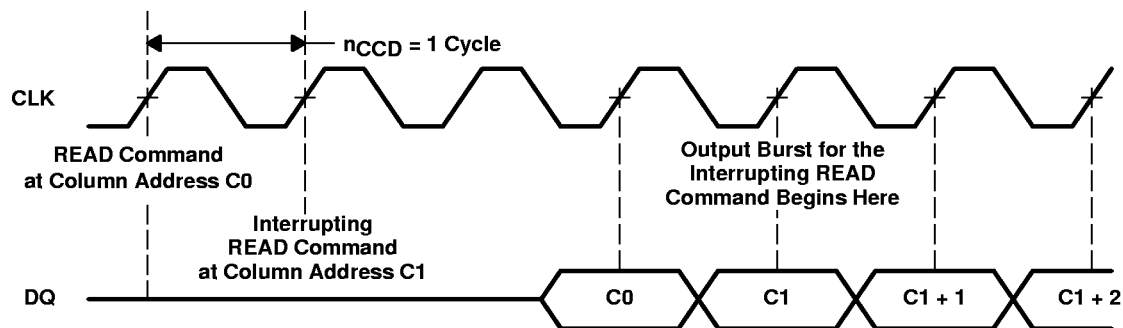 nCCD = 1 Cycle
CLK
READ Command
at Column Address C0
Output Burst for the
Interrupting READ
Command Begins Here
Interrupting
READ Command
at Column Address C1
DQ
C0
C1
C1 + 1
C1 + 2